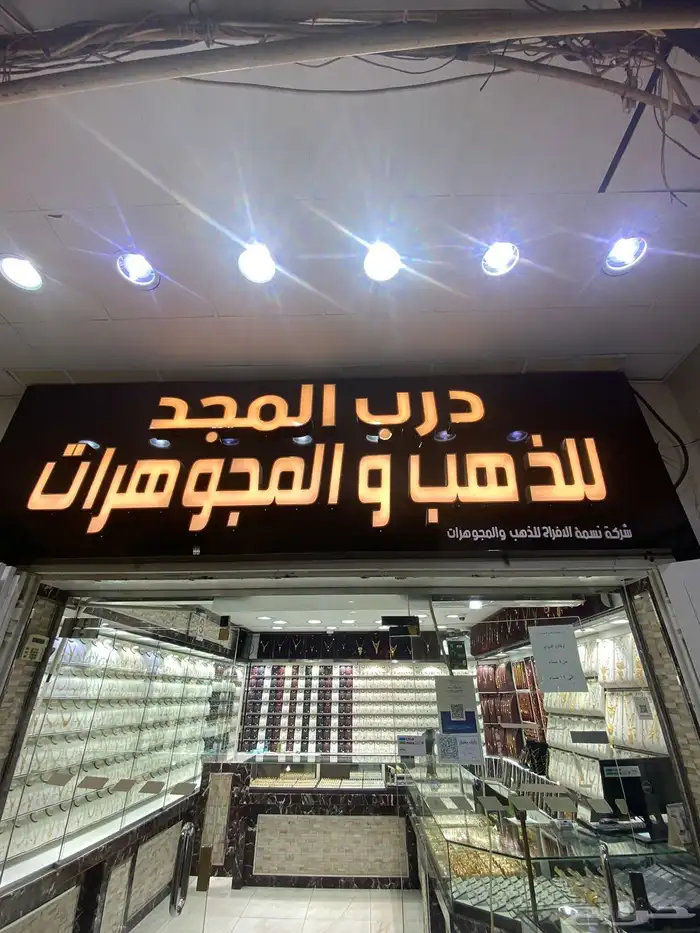 درب المجد
للذهب و المجوهرات
شركة نسمة الافراح للذهب والمجوهرات